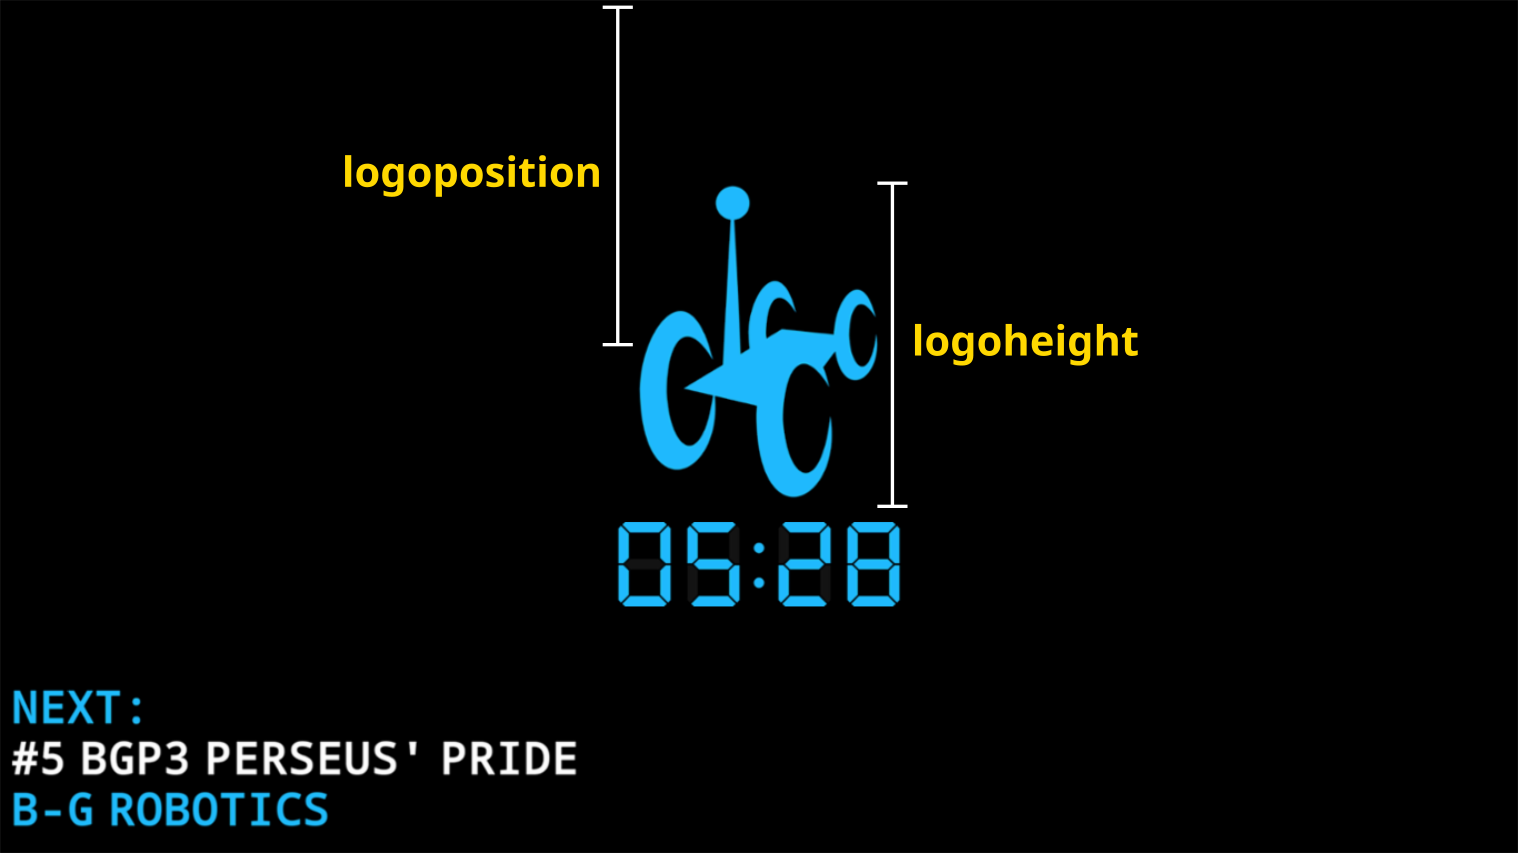 logoposition
logoheight
05:28
NEXT:
#5 BGP3 PERSEUS' PRIDE
B-G ROBOTICS